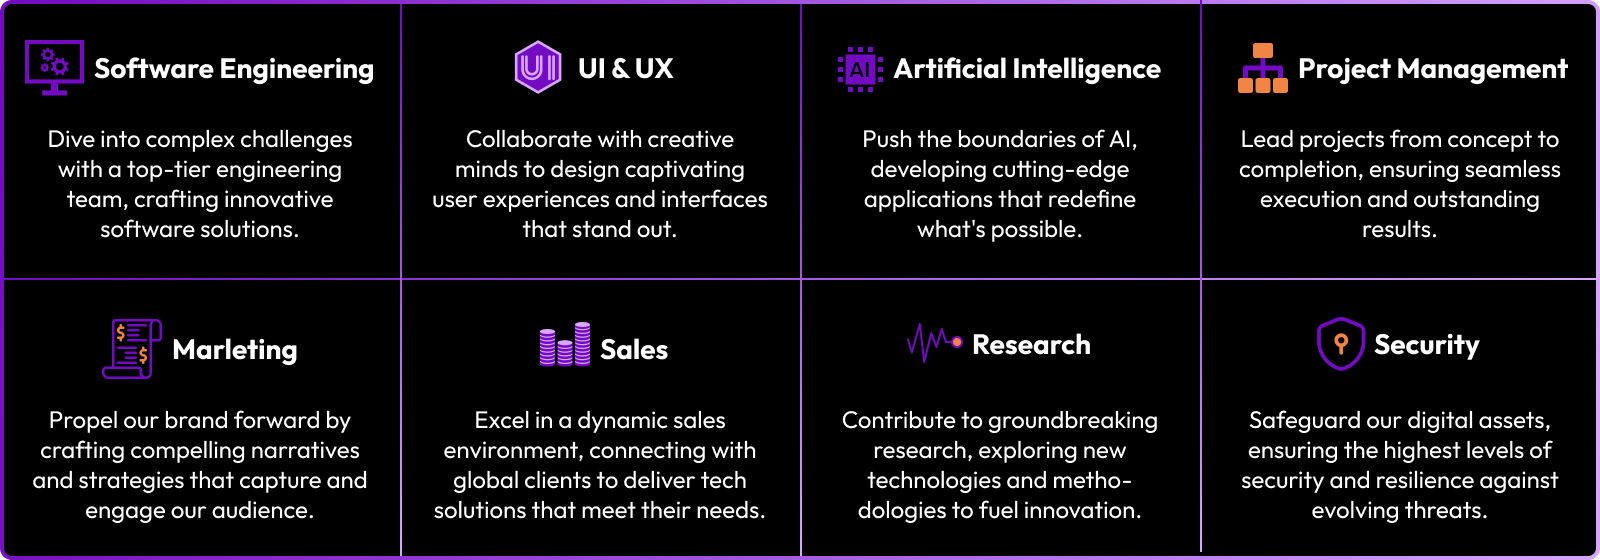 Software Engineering
Dive into complex challenges
with a top-tier engineering
team, crafting innovative
software solutions.
UI
UI & UX
Collaborate with creative
minds to design captivating
user experiences and interfaces
that stand out.
AI
Artificial Intelligence
Push the boundaries of AI,
developing cutting-edge
applications that redefine
what's possible.
Project Management
Lead projects from concept to
completion, ensuring seamless
execution and outstanding
results.
$
$
Marleting
Propel our brand forward by
crafting compelling narratives
and strategies that capture and
engage our audience.
Sales
Excel in a dynamic sales
environment, connecting with
global clients to deliver tech
solutions that meet their needs.
Research
Contribute to groundbreaking
research, exploring new
technologies and metho-
dologies to fuel innovation.
Security
Safeguard our digital assets,
ensuring the highest levels of
security and resilience against
evolving threats.